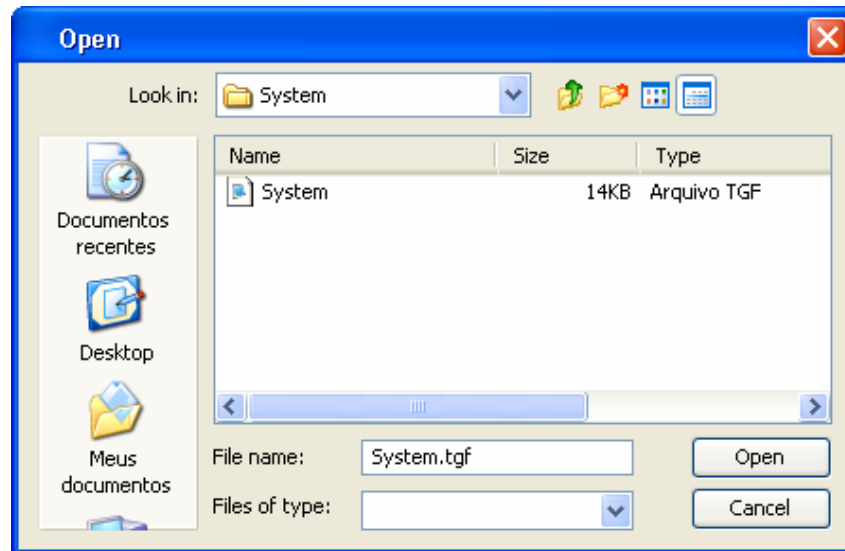 Open
Look in: System
Name Size Type
System 14KB Arquivo TGF
Documentos
recentes
Desktop
Meus
documentos
File name: System.tgf Open
Files of type: Cancel